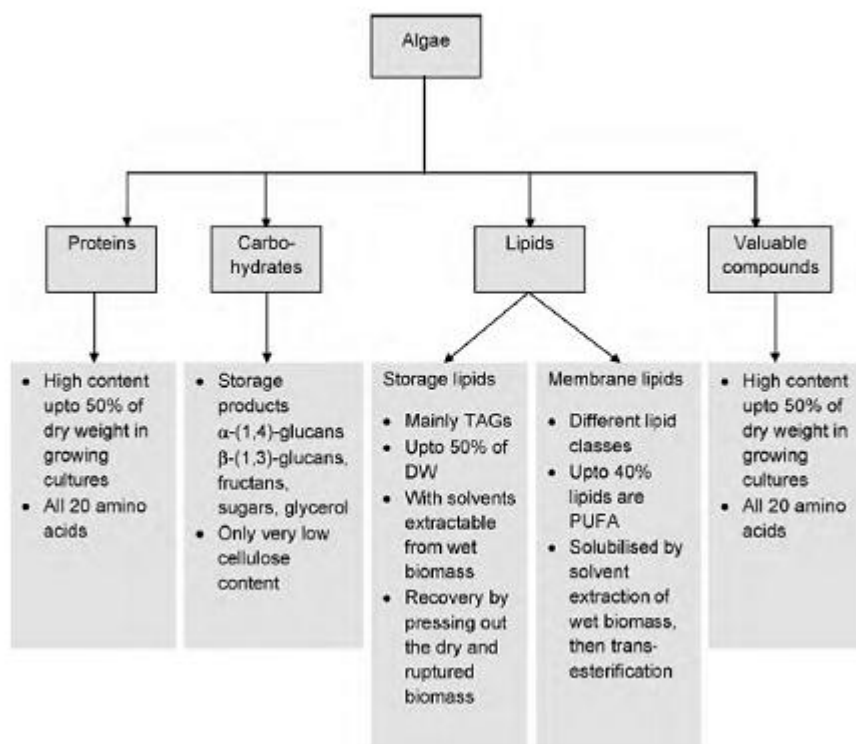 Algae
Proteins
Carbo-
hydrates
Lipids
Valuable
compounds
• High content
upto 50% of
dry weight in
growing
cultures
• All 20 amino
acids
• Storage
products
α-(1,4)-glucans
β-(1,3)-glucans,
fructans,
sugars, glycerol
• Only very low
cellulose
content
Storage lipids
• Mainly TAGs
• Upto 50% of
DW
• With solvents
extractable
from wet
biomass
• Recovery by
pressing out
the dry and
ruptured
biomass
Membrane lipids
• Different lipid
classes
• Upto 40%
lipids are
PUFA
• Solubilised by
solvent
extraction of
wet biomass,
then trans-
esterification
• High content
upto 50% of
dry weight in
growing
cultures
• All 20 amino
acids